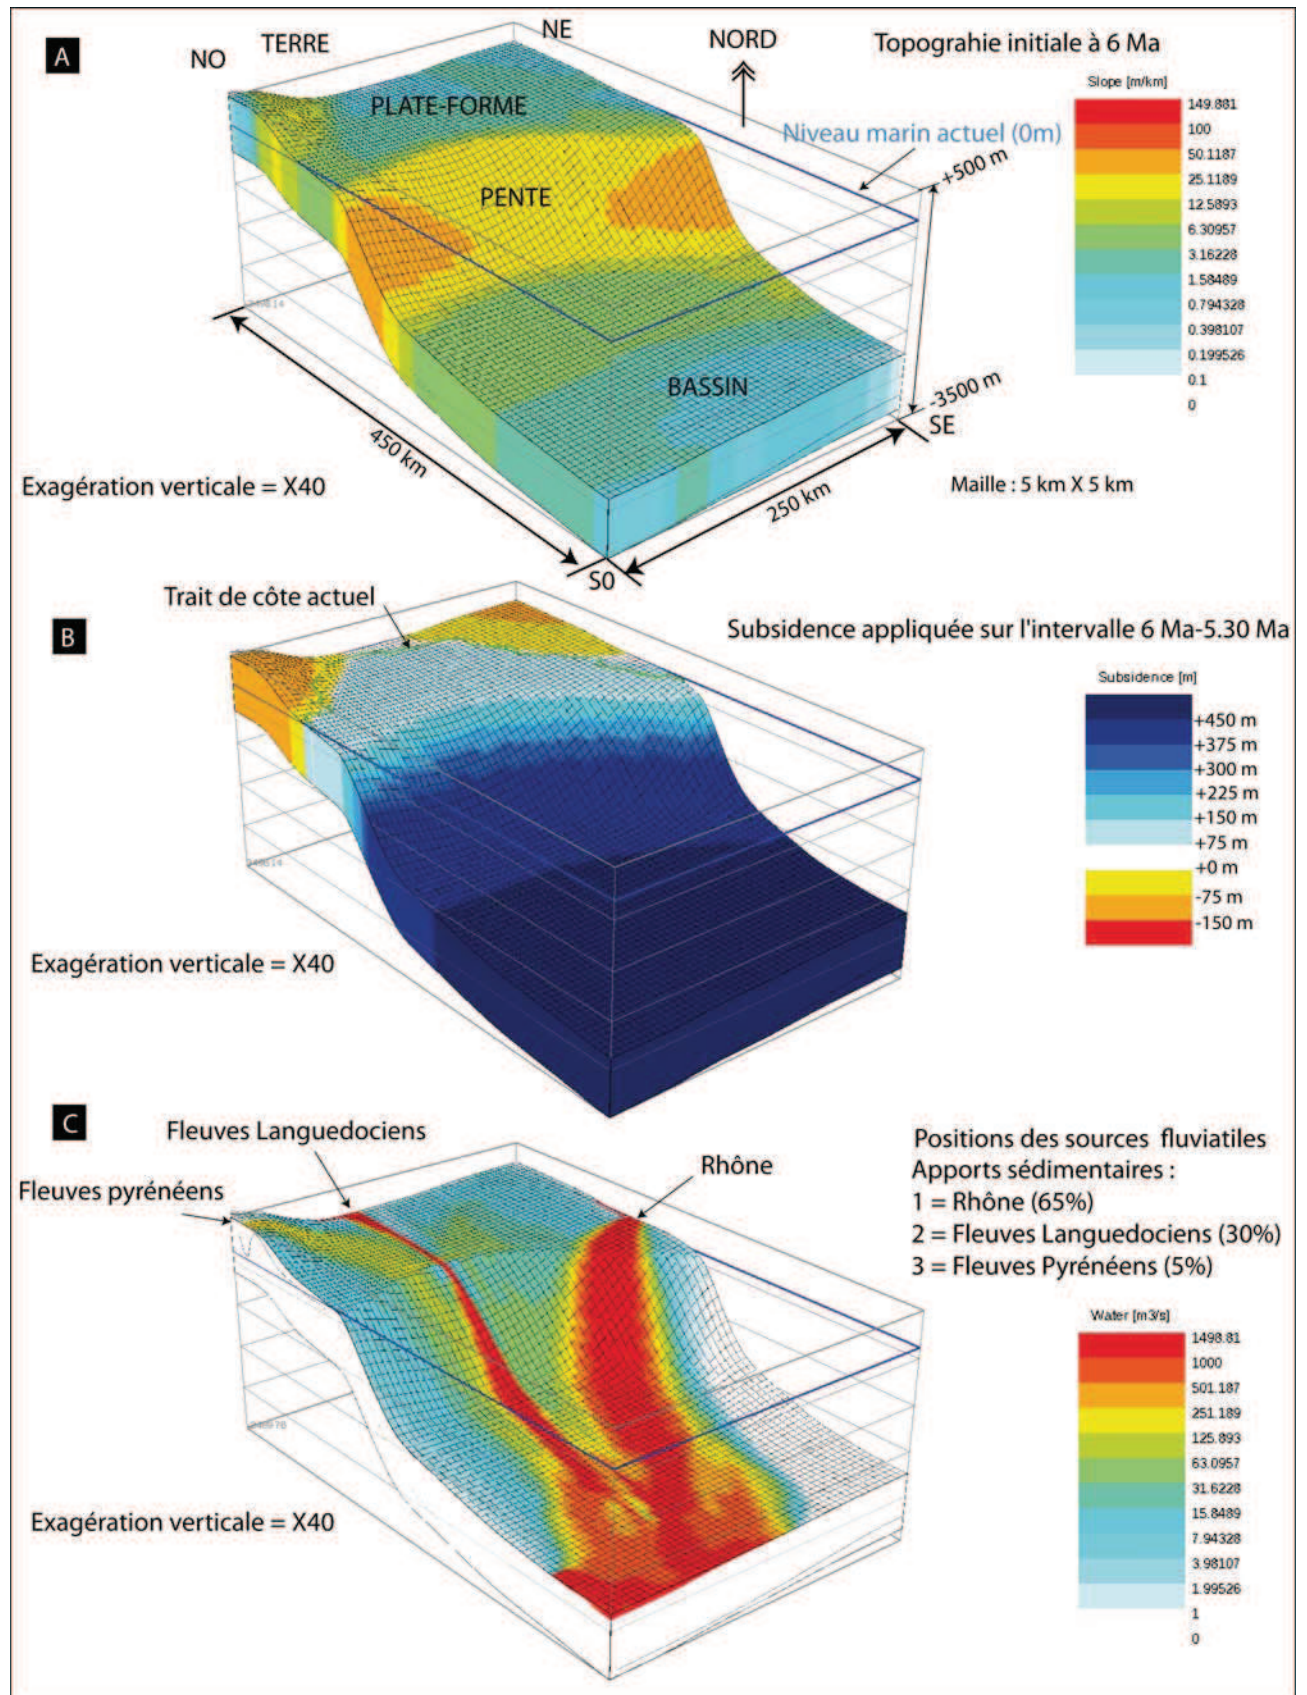 A
NO
TERRE
NE
NORD
Topograhie initiale à 6 Ma
PLATE-FORME
Niveau marin actuel (0m)
+500 m
PENTE
BASSIN
-3500 m
SE
450 km
250 km
SO
Exagération verticale = X40
Maille : 5 km X 5 km
Slope [m/km]
149.881
100
50.1187
25.1189
12.5893
6.30957
3.16228
1.58489
0.794328
0.398107
0.199526
0.1
0
B
Trait de côte actuel
Subsidence appliquée sur l'intervalle 6 Ma-5.30 Ma
Subsidence [m]
+450 m
+375 m
+300 m
+225 m
+150 m
+75 m
+0 m
-75 m
-150 m
Exagération verticale = X40
C
Fleuves Languedociens
Fleuves pyrénéens
Rhône
Positions des sources fluviatiles
Apports sédimentaires :
1 = Rhône (65%)
2 = Fleuves Languedociens (30%)
3 = Fleuves Pyrénéens (5%)
Water [m3/s]
1498.81
1000
501.187
251.189
125.893
63.0957
31.6228
15.8489
7.94328
3.98107
1.99526
1
0
Exagération verticale = X40